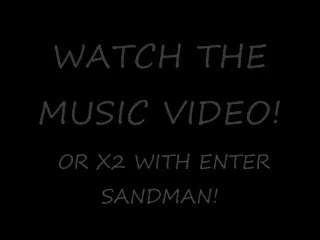 WATCH THE
MUSIC VIDEO!
OR X2 WITH ENTER
SANDMAN!